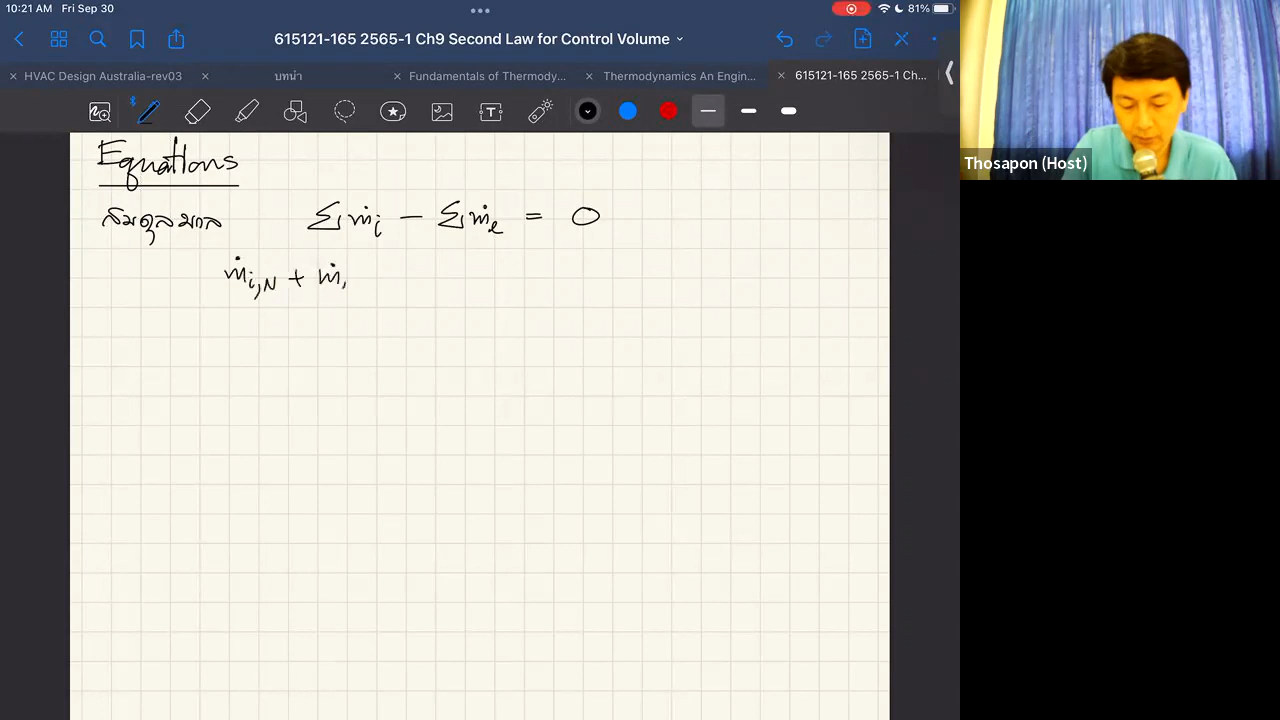 10:21 AM Fri Sep 30
81%
615121-165 2565-1 Ch9 Second Law for Control Volume
HVAC Design Australia-rev03
บทนำ
Fundamentals of Thermody...
Thermodynamics An Engin...
615121-165 2565-1 Ch...
Thosapon (Host)
Equations
สมดุลมวล Σṁᵢ − Σṁₑ = 0
ṁᵢ,N + ṁ,